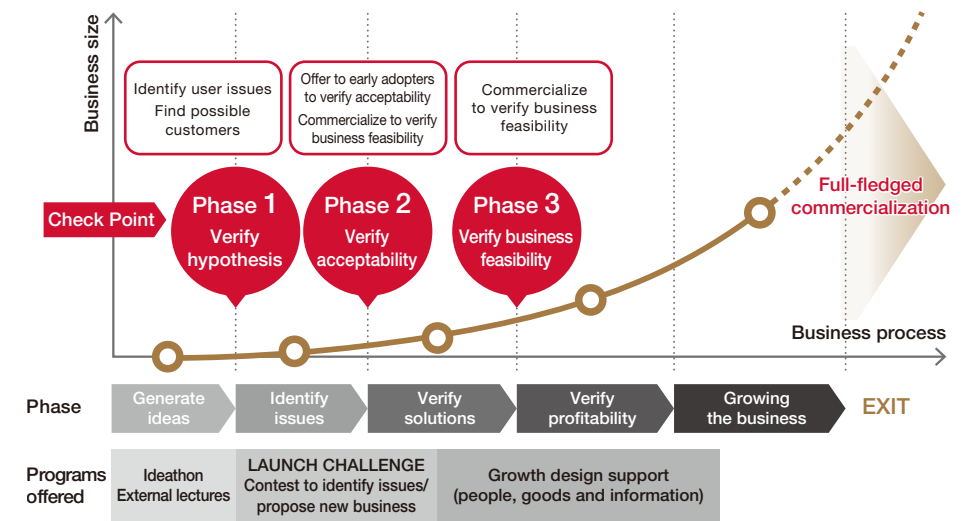 Business size
Identify user issues
Find possible
customers
Offer to early adopters
to verify acceptability
Commercialize to verify
business feasibility
Commercialize
to verify business
feasibility
Check Point
Phase 1
Verify
hypothesis
Phase 2
Verify
acceptability
Phase 3
Verify business
feasibility
Full-fledged
commercialization
Business process
Phase
Generate
ideas
Identify
issues
Verify
solutions
Verify
profitability
Growing
the business
EXIT
Programs
offered
Ideathon
External lectures
LAUNCH CHALLENGE
Contest to identify issues/
propose new business
Growth design support
(people, goods and information)